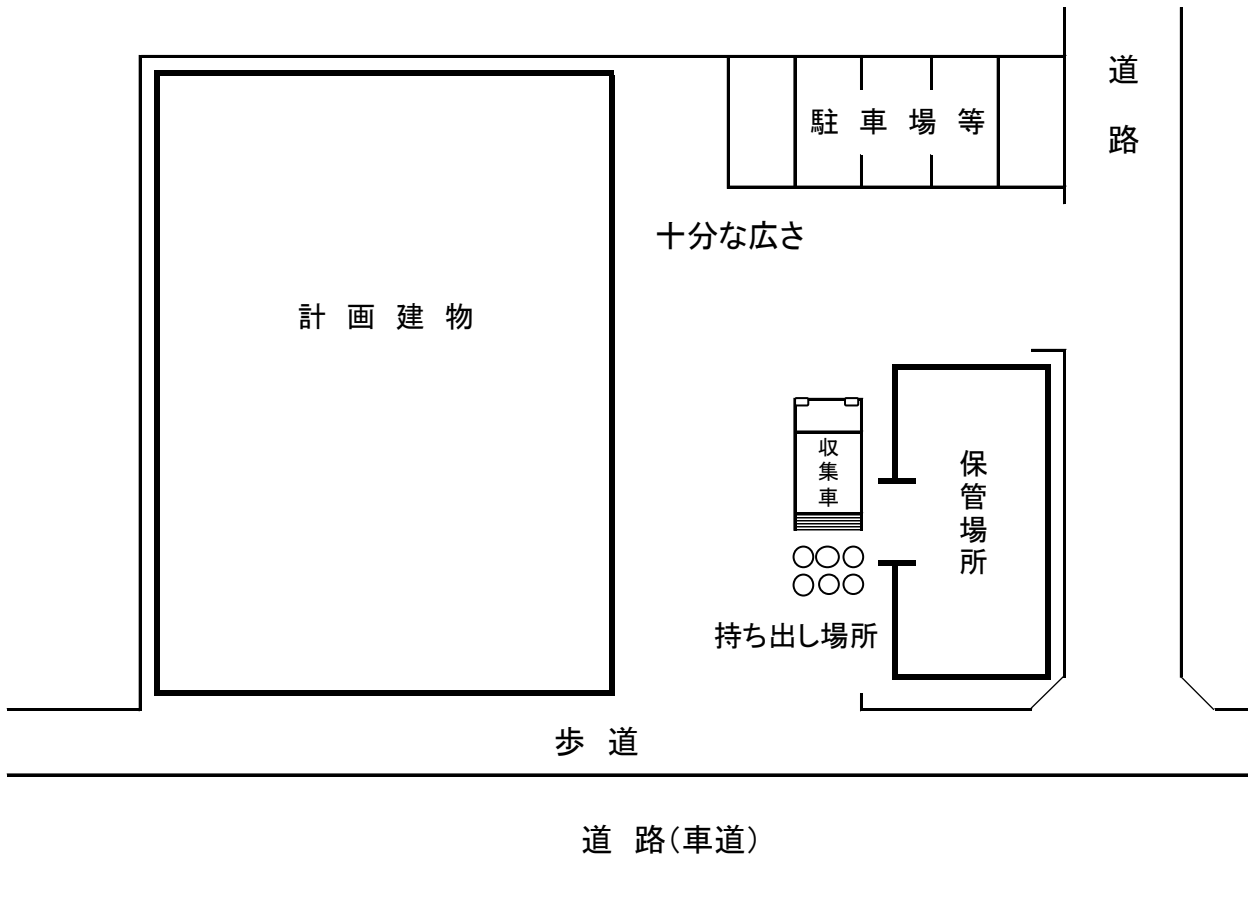 道路
駐車場等
十分な広さ
計画建物
収集車
保管場所
持ち出し場所
歩道
道路(車道)